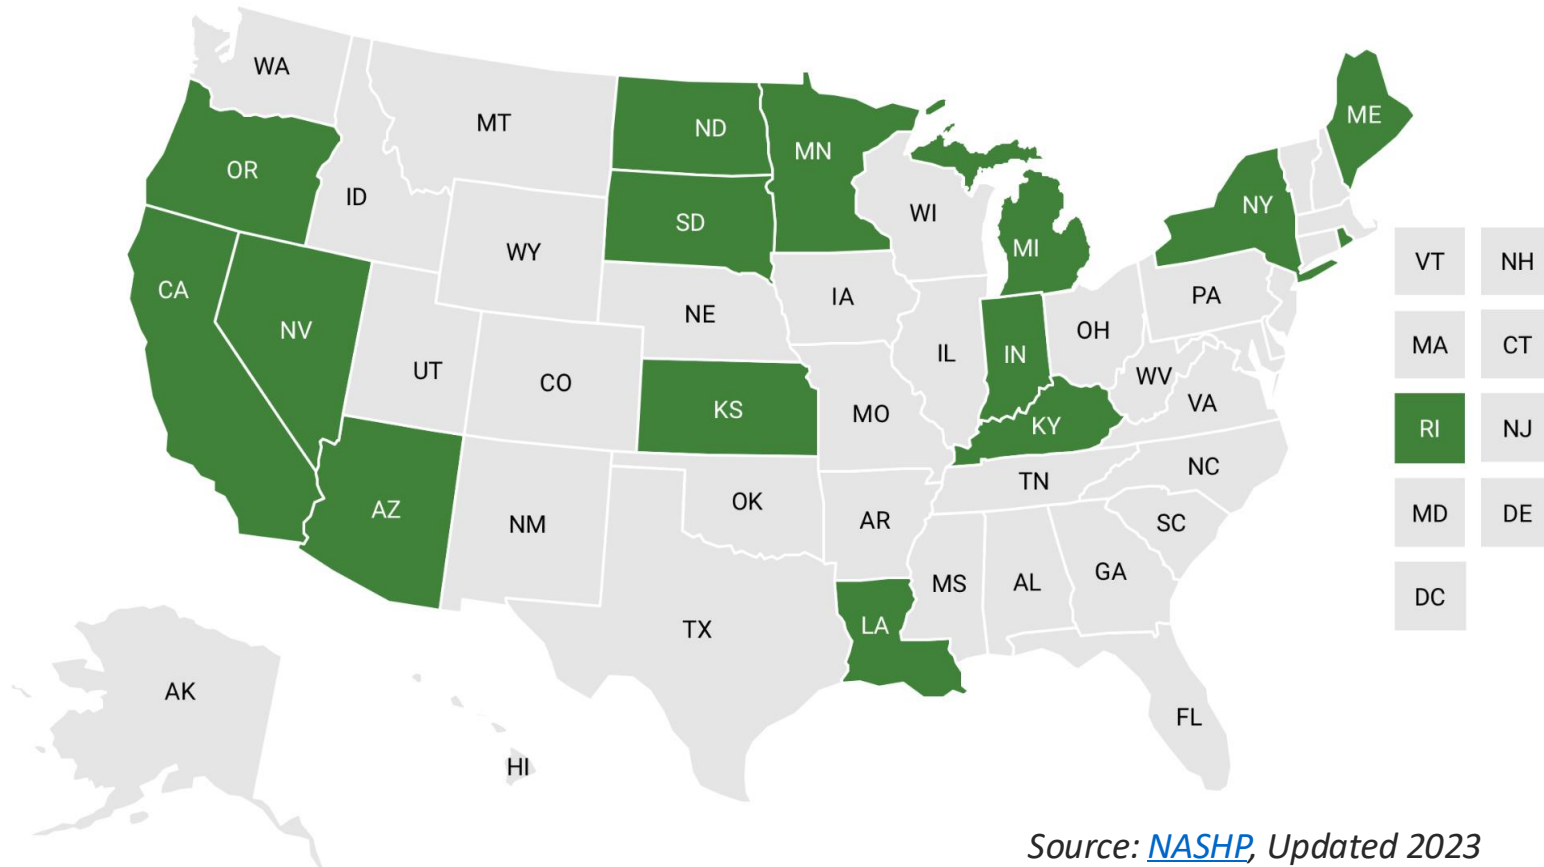 WA
MT
ND
MN
ME
OR
ID
SD
WI
MI
NY
WY
CA
NV
NE
IA
PA
VT NH
UT
CO
KS
MO
IL
IN
OH
WV
VA
KY
MA CT
RI NJ
AZ
NM
OK
AR
TN
NC
SC
MD DE
MS
AL
GA
DC
TX
LA
AK
HI
FL
Source: NASHP, Updated 2023